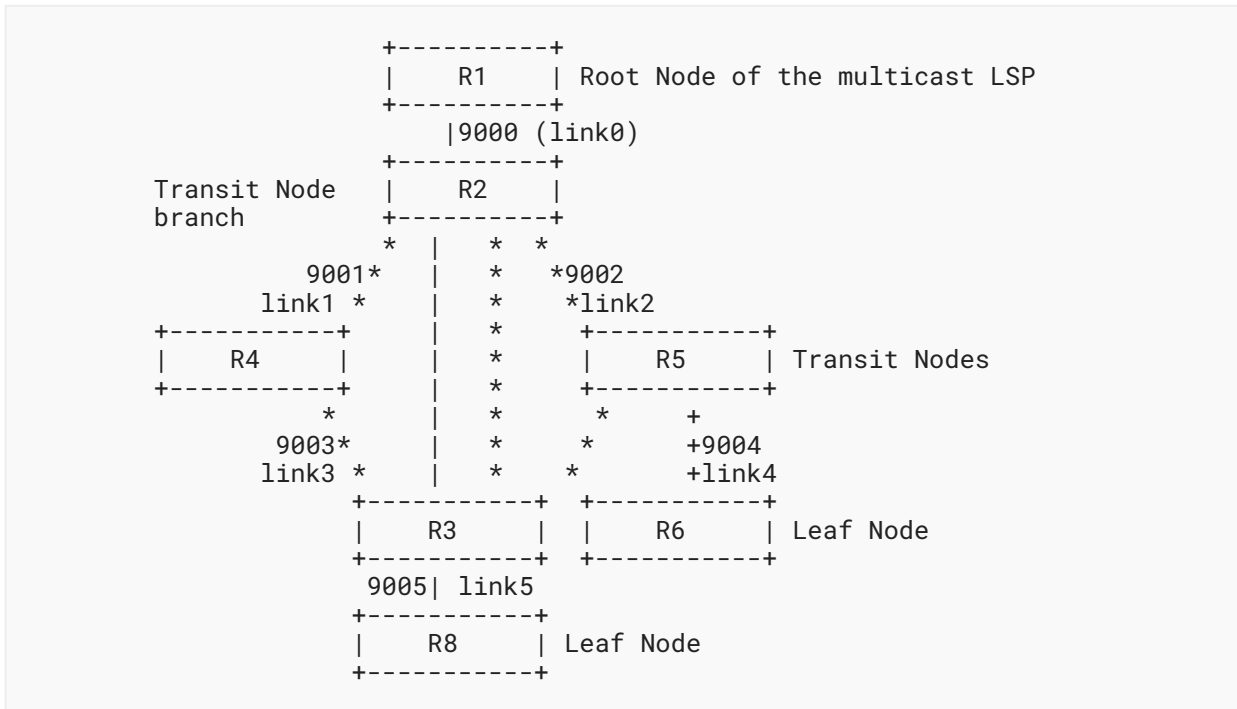 R1 Root Node of the multicast LSP
9000 (link0)
Transit Node R2
branch
9001 9002
link1 link2
R4 R5 Transit Nodes
9003 9004
link3 link4
R3 R6 Leaf Node
9005 link5
R8 Leaf Node